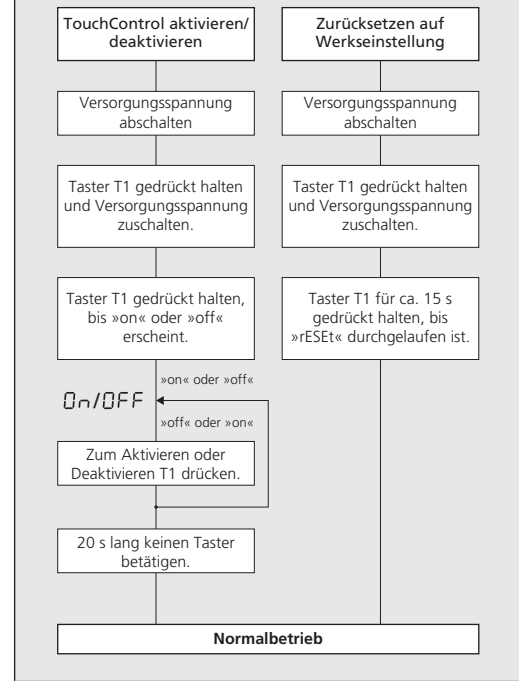 TouchControl aktivieren/
deaktivieren
Versorgungsspannung
abschalten
Taster T1 gedrückt halten
und Versorgungsspannung
zuschalten.
Taster T1 gedrückt halten,
bis »on« oder »off«
erscheint.
»on« oder »off«
On/OFF
»off« oder »on«
Zum Aktivieren oder
Deaktivieren T1 drücken.
20 s lang keinen Taster
betätigen.
Zurücksetzen auf
Werkseinstellung
Versorgungsspannung
abschalten
Taster T1 gedrückt halten
und Versorgungsspannung
zuschalten.
Taster T1 für ca. 15 s
gedrückt halten, bis
»rESEt« durchgelaufen ist.
Normalbetrieb